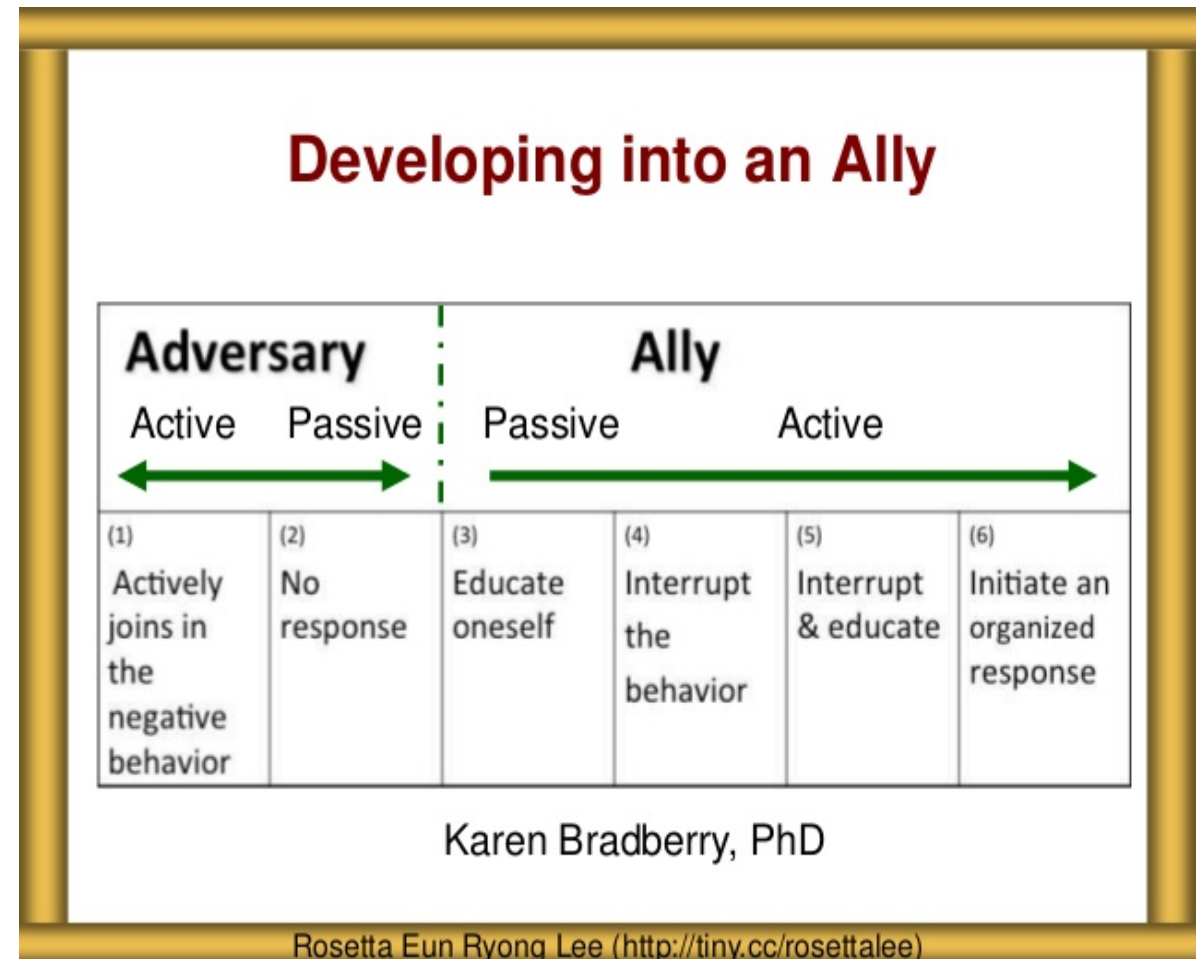 Developing into an Ally
Adversary
Ally
Active
Passive
Passive
Active
(1)
Actively
joins in
the
negative
behavior
(2)
No
response
(3)
Educate
oneself
(4)
Interrupt
the
behavior
(5)
Interrupt
& educate
(6)
Initiate an
organized
response
Karen Bradberry, PhD
Rosetta Eun Ryong Lee (http://tiny.cc/rosettalee)